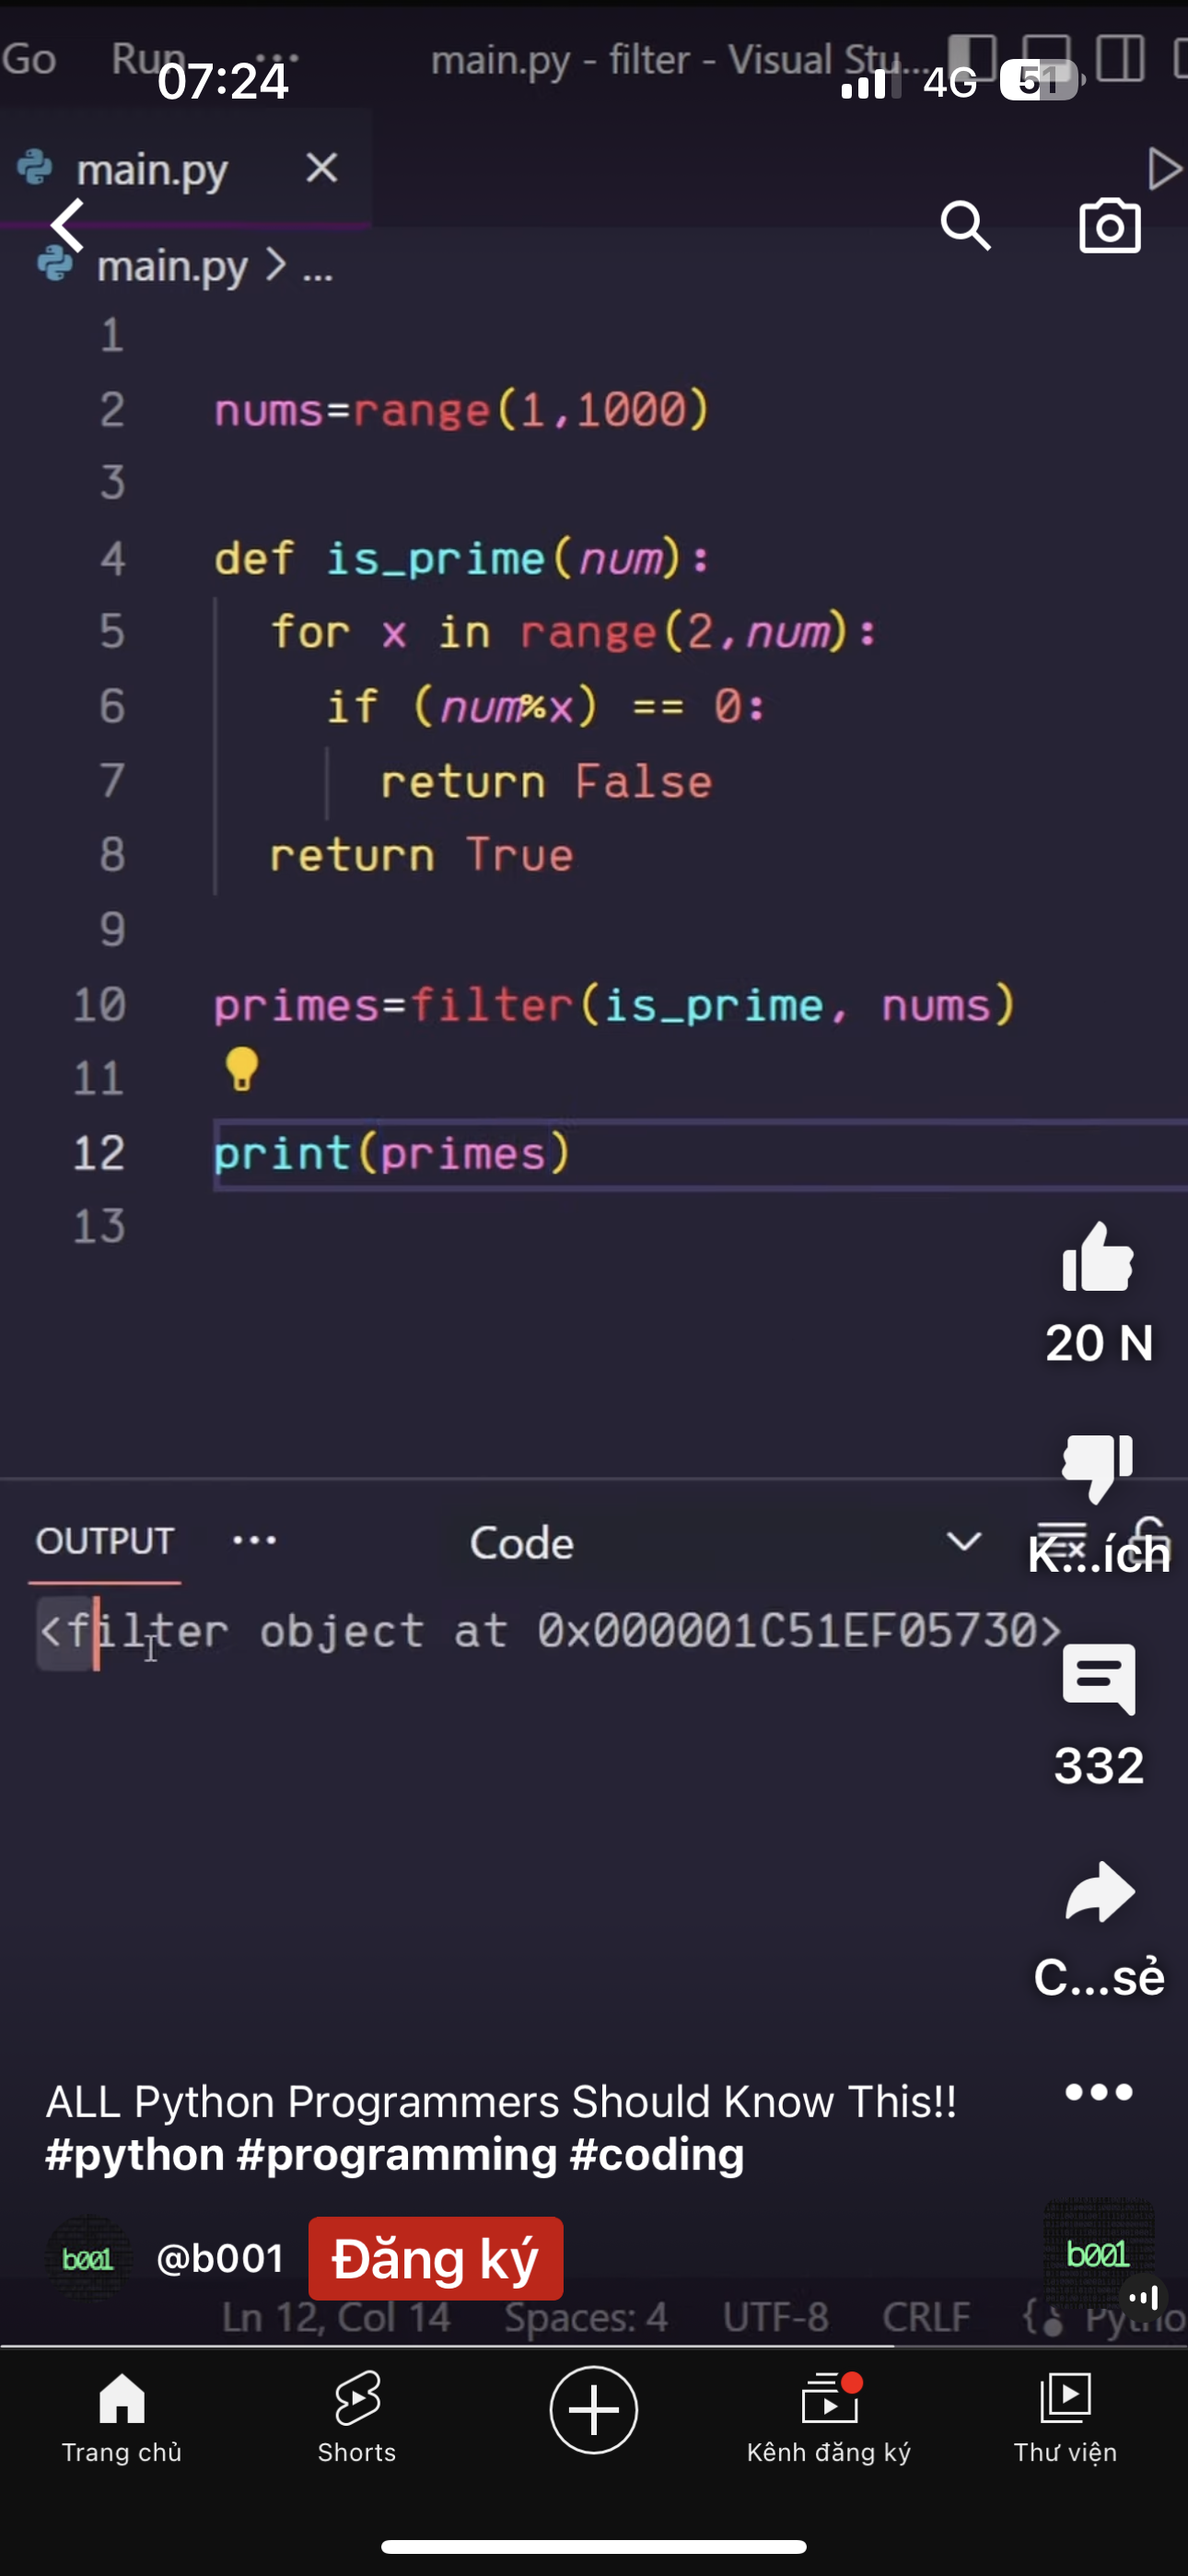 Go Run ... main.py - filter - Visual Stu...
07:24 4G 51
main.py
main.py > ...
1
2 nums=range(1,1000)
3
4 def is_prime(num):
5 for x in range(2,num):
6 if (num%x) == 0:
7 return False
8 return True
9
10 primes=filter(is_prime, nums)
11
12 print(primes)
13
20 N
OUTPUT ... Code
K...ích
<filter object at 0x000001C51EF05730>
332
C...sẻ
ALL Python Programmers Should Know This!!
#python #programming #coding
b001 @b001 Đăng ký b001
Ln 12, Col 14 Spaces: 4 UTF-8 CRLF
Trang chủ Shorts Kênh đăng ký Thư viện